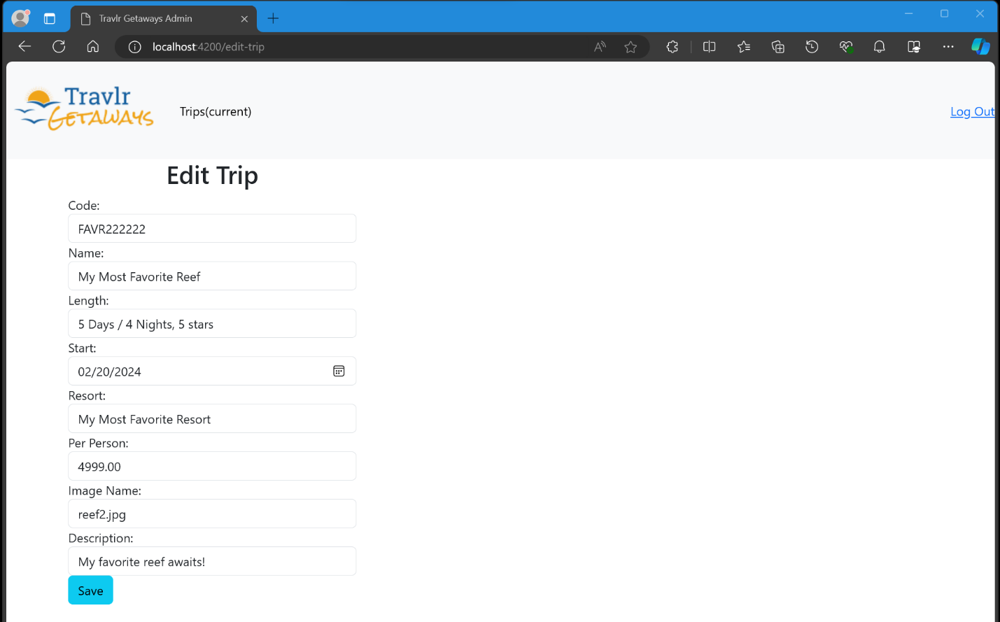 Travlr Getaways Admin
localhost:4200/edit-trip
Travlr
GETAWAYS
Trips(current)
Log Out
Edit Trip
Code:
FAVR222222
Name:
My Most Favorite Reef
Length:
5 Days / 4 Nights, 5 stars
Start:
02/20/2024
Resort:
My Most Favorite Resort
Per Person:
4999.00
Image Name:
reef2.jpg
Description:
My favorite reef awaits!
Save